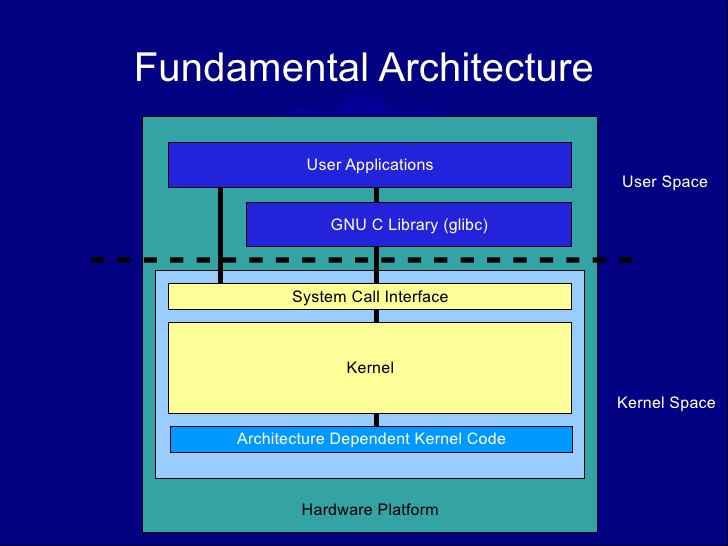 Fundamental Architecture
User Applications
User Space
GNU C Library (glibc)
System Call Interface
Kernel
Kernel Space
Architecture Dependent Kernel Code
Hardware Platform